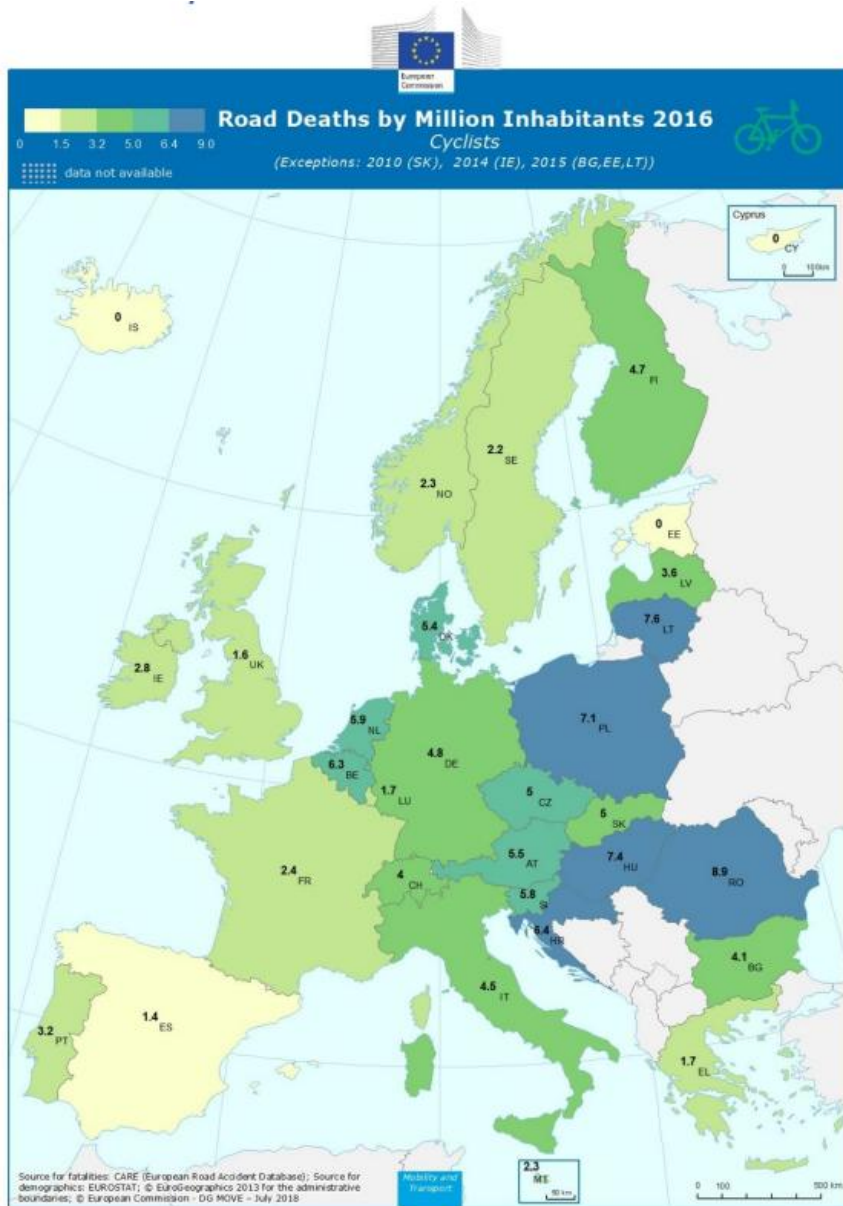 European
Commission
Road Deaths by Million Inhabitants 2016
Cyclists
(Exceptions: 2010 (SK), 2014 (IE), 2015 (BG,EE,LT))
0 1.5 3.2 5.0 6.4 9.0
data not available
Cyprus
0
CY
0 100km
0
IS
4.7
FI
2.2
SE
2.3
NO
0
EE
3.6
LV
7.6
LT
5.4
DK
2.8
IE
1.6
UK
5.9
NL
7.1
PL
4.8
DE
6.3
BE
1.7
LU
5
CZ
5
SK
5.5
AT
7.4
HU
2.4
FR
4
CH
8.9
RO
5.8
SI
6.4
HR
4.1
BG
4.5
IT
1.4
ES
3.2
PT
1.7
EL
2.3
MT
50 km
0 100 500 km
Source for fatalities: CARE (European Road Accident Database); Source for
demographics: EUROSTAT; © EuroGeographics 2013 for the administrative
boundaries; © European Commission - DG MOVE – July 2018
Mobility and
Transport